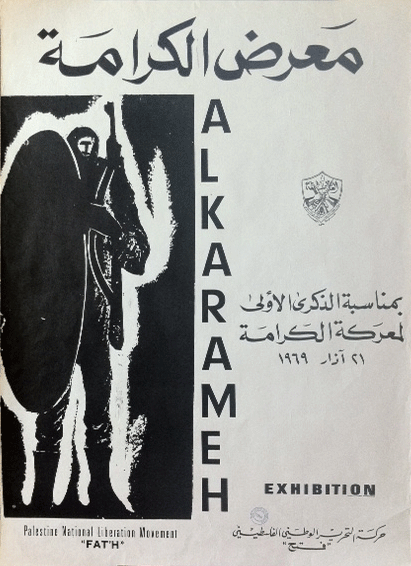 معرض الكرامة
ALKARAMEH
بمناسبة الذكرى الأولى
لمعركة الكرامة
٢١ آذار ١٩٦٩
EXHIBITION
Palestine National Liberation Movement
"FAT'H"
حركة التحرير الوطني الفلسطيني
"فتح"